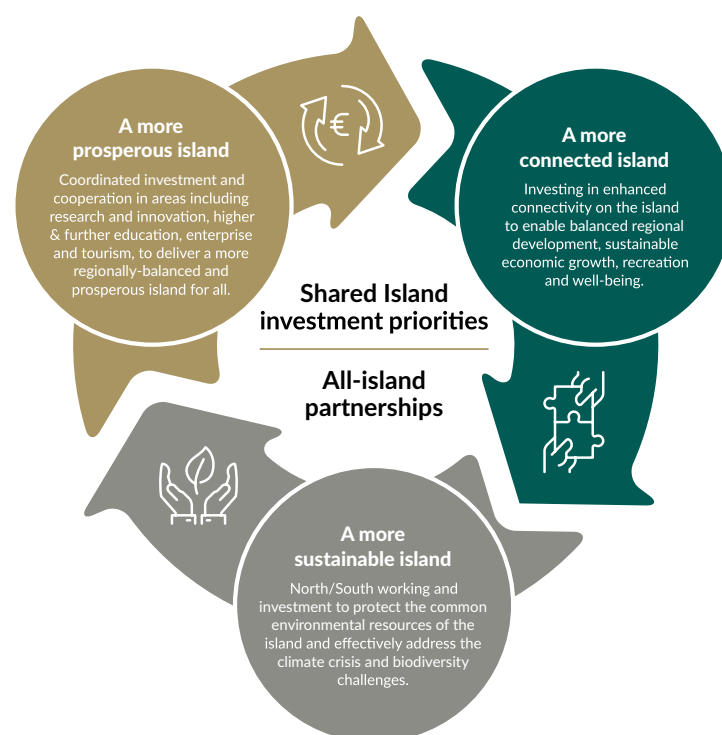 A more
prosperous island
Coordinated investment and
cooperation in areas including
research and innovation, higher
& further education, enterprise
and tourism, to deliver a more
regionally-balanced and
prosperous island for all.
€
A more
connected island
Investing in enhanced
connectivity on the island
to enable balanced regional
development, sustainable
economic growth, recreation
and well-being.
Shared Island
investment priorities
All-island
partnerships
A more
sustainable island
North/South working and
investment to protect the common
environmental resources of the
island and effectively address the
climate crisis and biodiversity
challenges.